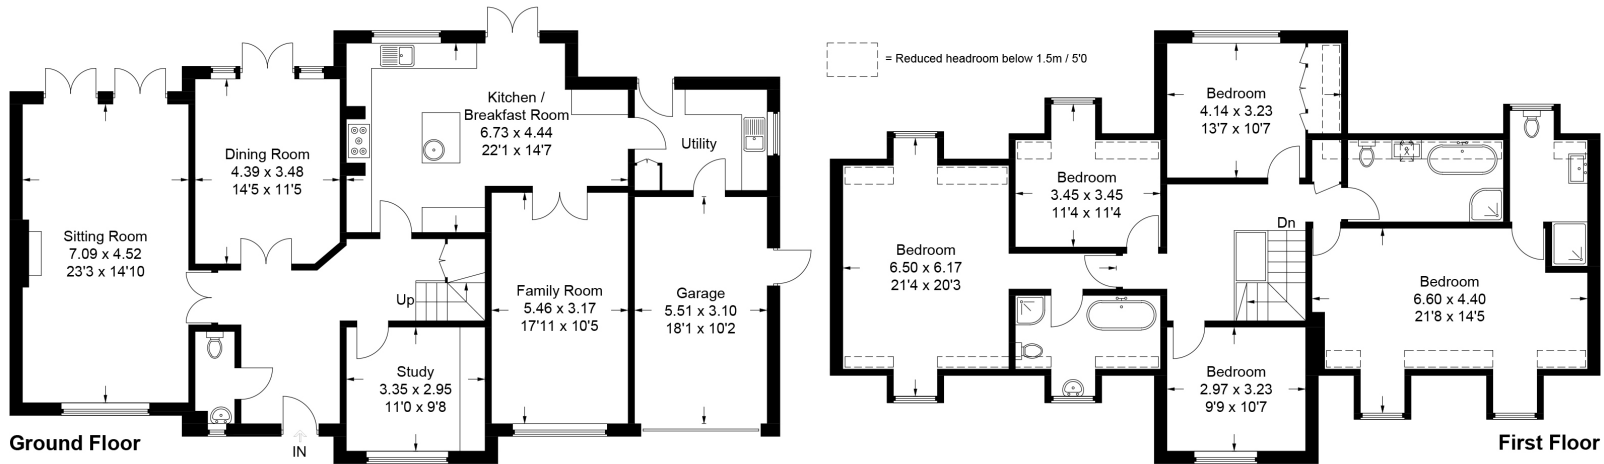 = Reduced headroom below 1.5m / 5'0
Kitchen /
Breakfast Room
6.73 x 4.44
22'1 x 14'7
Utility
Dining Room
4.39 x 3.48
14'5 x 11'5
Sitting Room
7.09 x 4.52
23'3 x 14'10
Up
Family Room
5.46 x 3.17
17'11 x 10'5
Garage
5.51 x 3.10
18'1 x 10'2
Study
3.35 x 2.95
11'0 x 9'8
IN
Ground Floor
Bedroom
4.14 x 3.23
13'7 x 10'7
Bedroom
3.45 x 3.45
11'4 x 11'4
Dn
Bedroom
6.50 x 6.17
21'4 x 20'3
Bedroom
6.60 x 4.40
21'8 x 14'5
Bedroom
2.97 x 3.23
9'9 x 10'7
First Floor